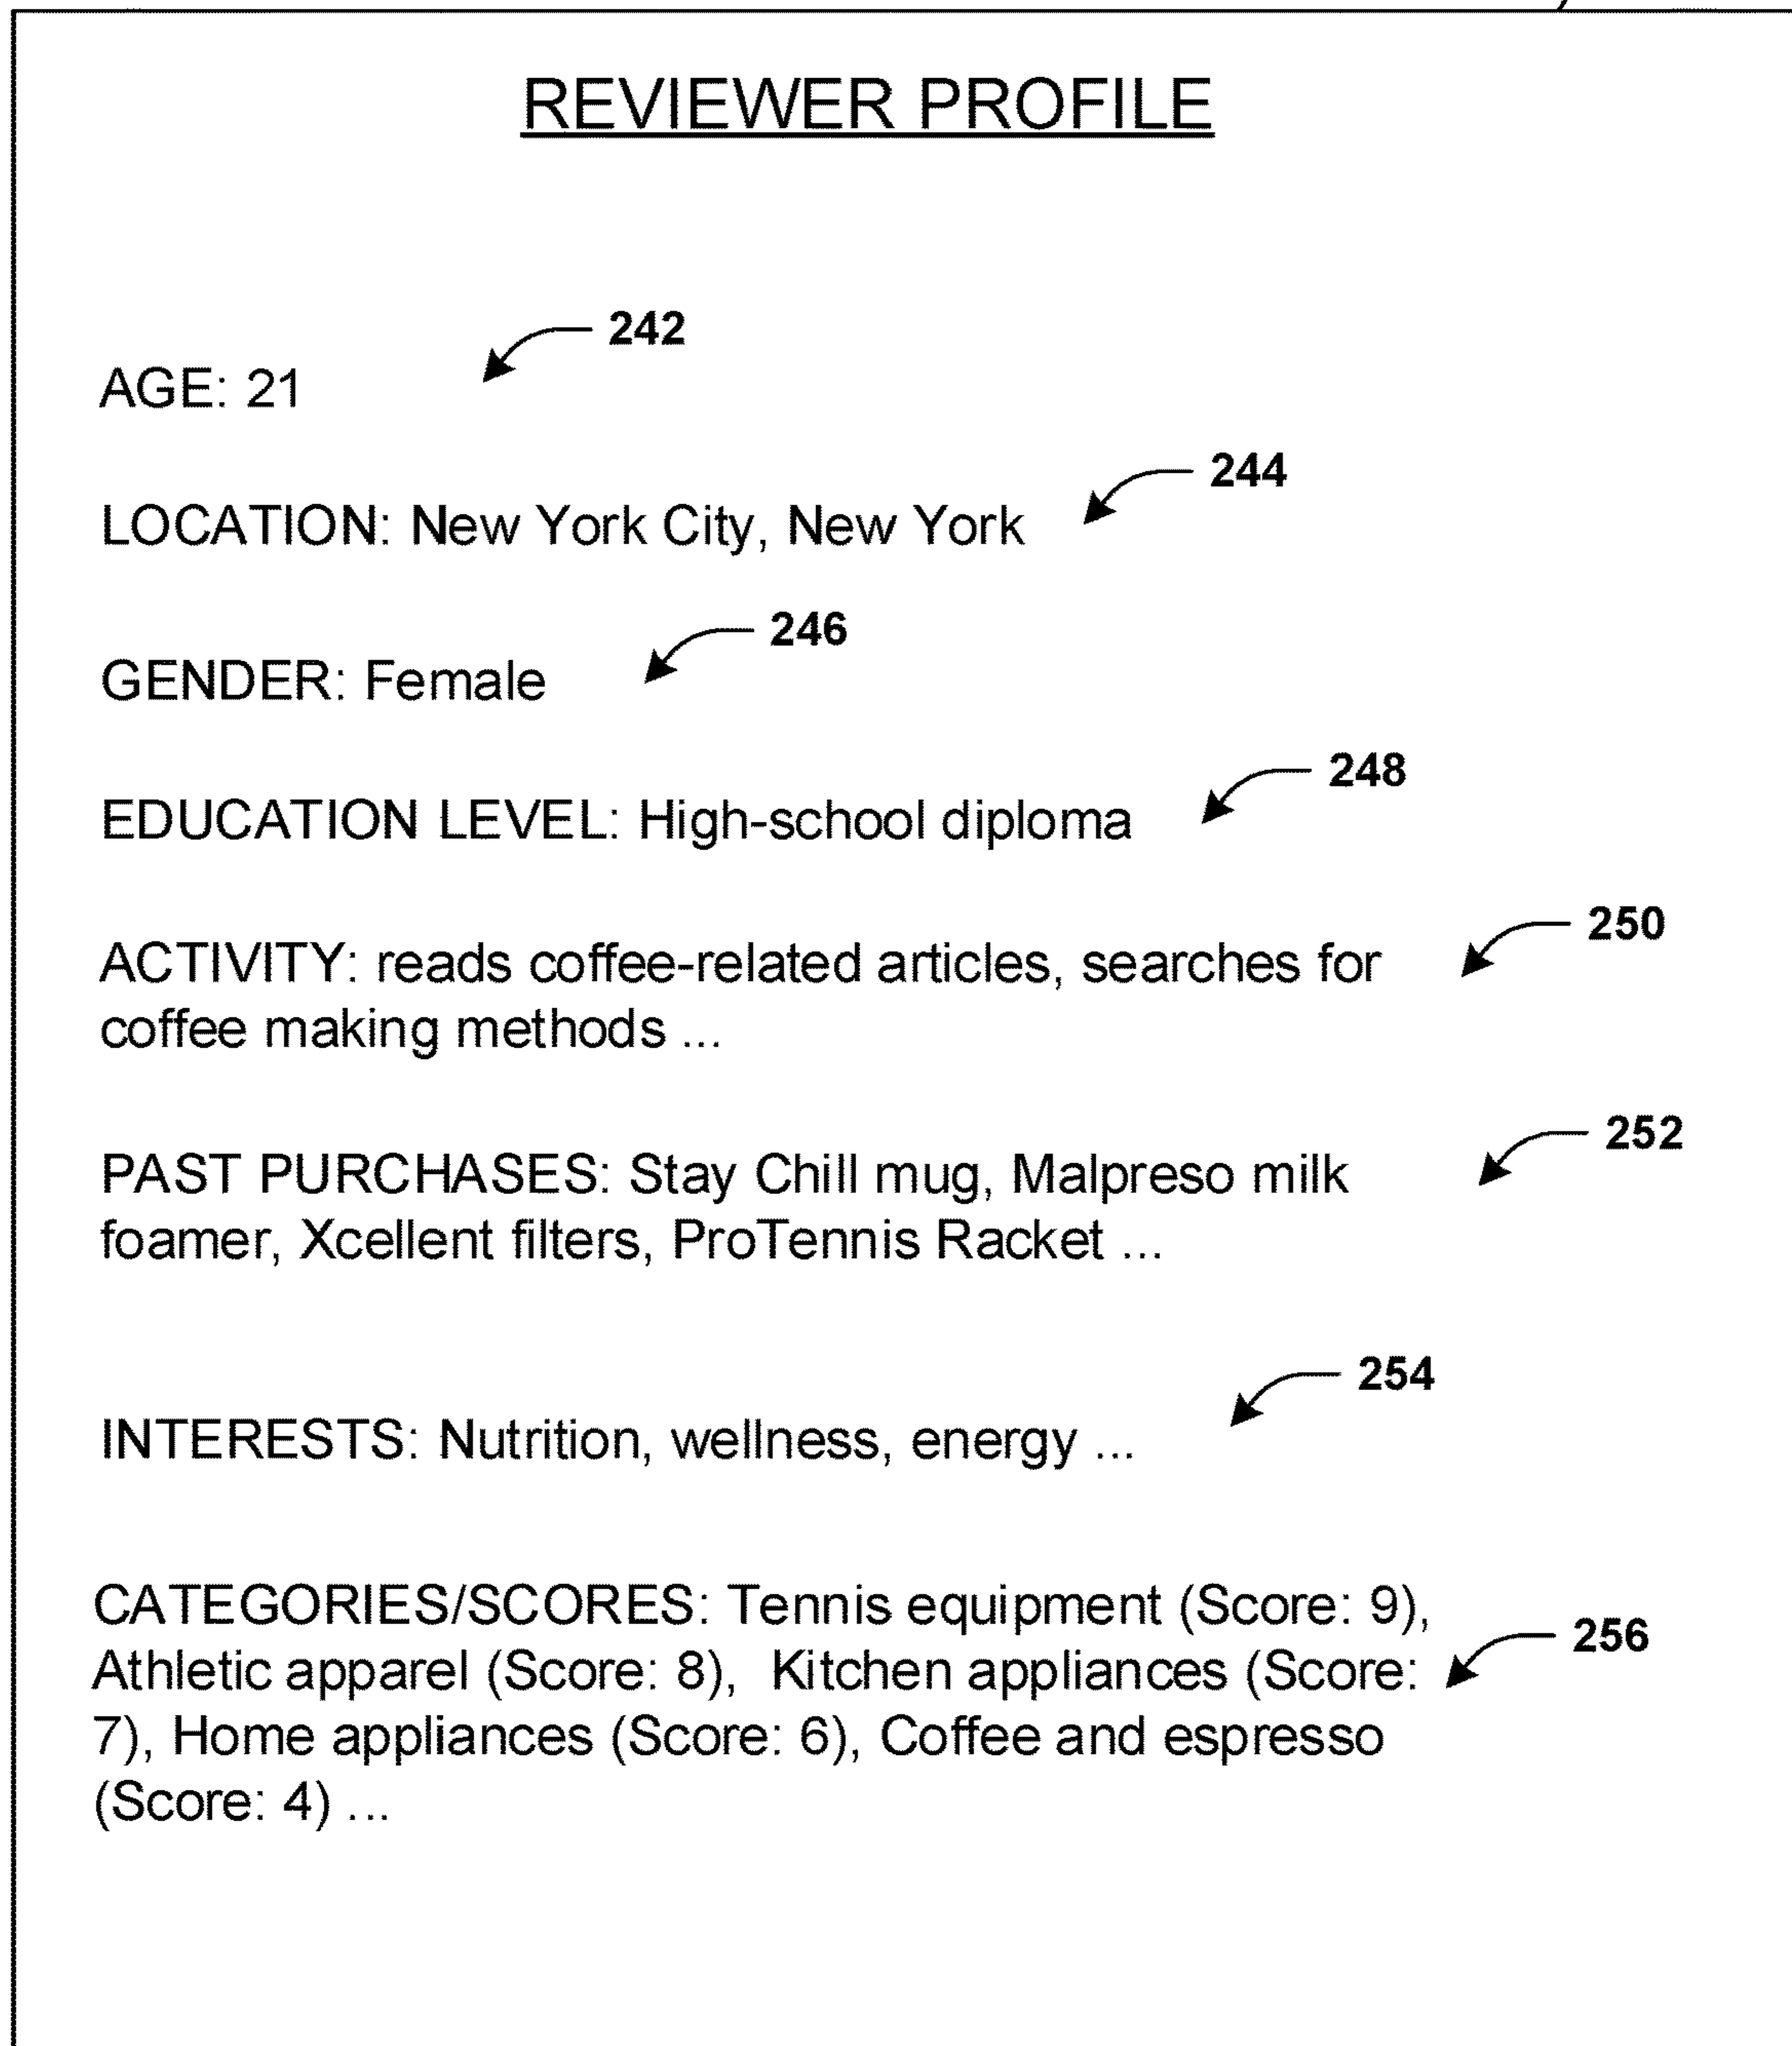 REVIEWER PROFILE
242
AGE: 21
244
LOCATION: New York City, New York
246
GENDER: Female
248
EDUCATION LEVEL: High-school diploma
250
ACTIVITY: reads coffee-related articles, searches for
coffee making methods ...
252
PAST PURCHASES: Stay Chill mug, Malpreso milk
foamer, Xcellent filters, ProTennis Racket ...
254
INTERESTS: Nutrition, wellness, energy ...
CATEGORIES/SCORES: Tennis equipment (Score: 9),
256
Athletic apparel (Score: 8),  Kitchen appliances (Score:
7), Home appliances (Score: 6), Coffee and espresso
(Score: 4) ...